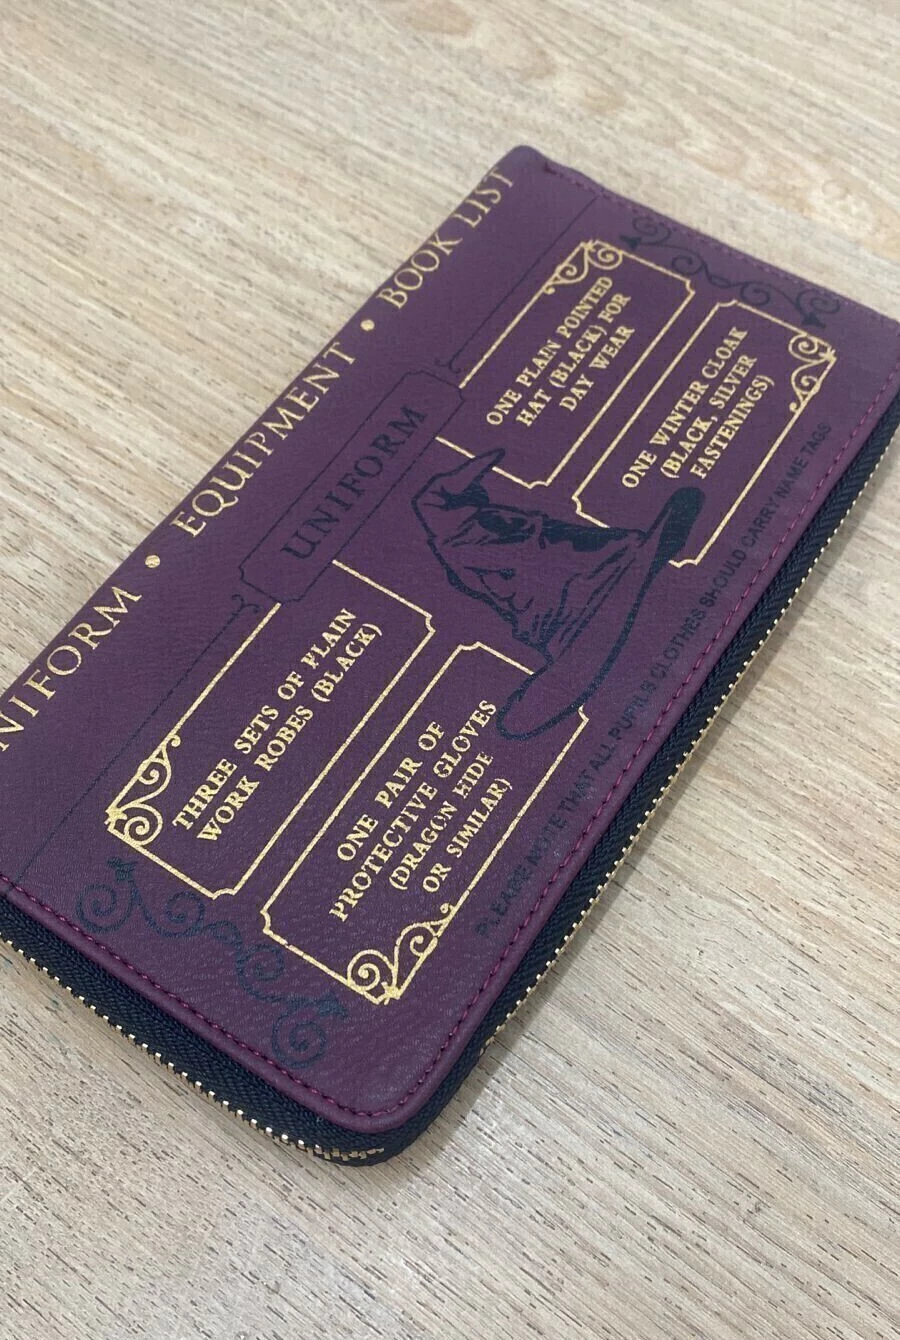 UNIFORM • EQUIPMENT • BOOK LIST
UNIFORM
THREE SETS OF PLAIN
WORK ROBES (BLACK)
ONE PLAIN POINTED
HAT (BLACK) FOR
DAY WEAR
ONE PAIR OF
PROTECTIVE GLOVES
(DRAGON HIDE
OR SIMILAR)
ONE WINTER CLOAK
(BLACK, SILVER
FASTENINGS)
PLEASE NOTE THAT ALL PUPILS CLOTHES SHOULD CARRY NAME TAGS